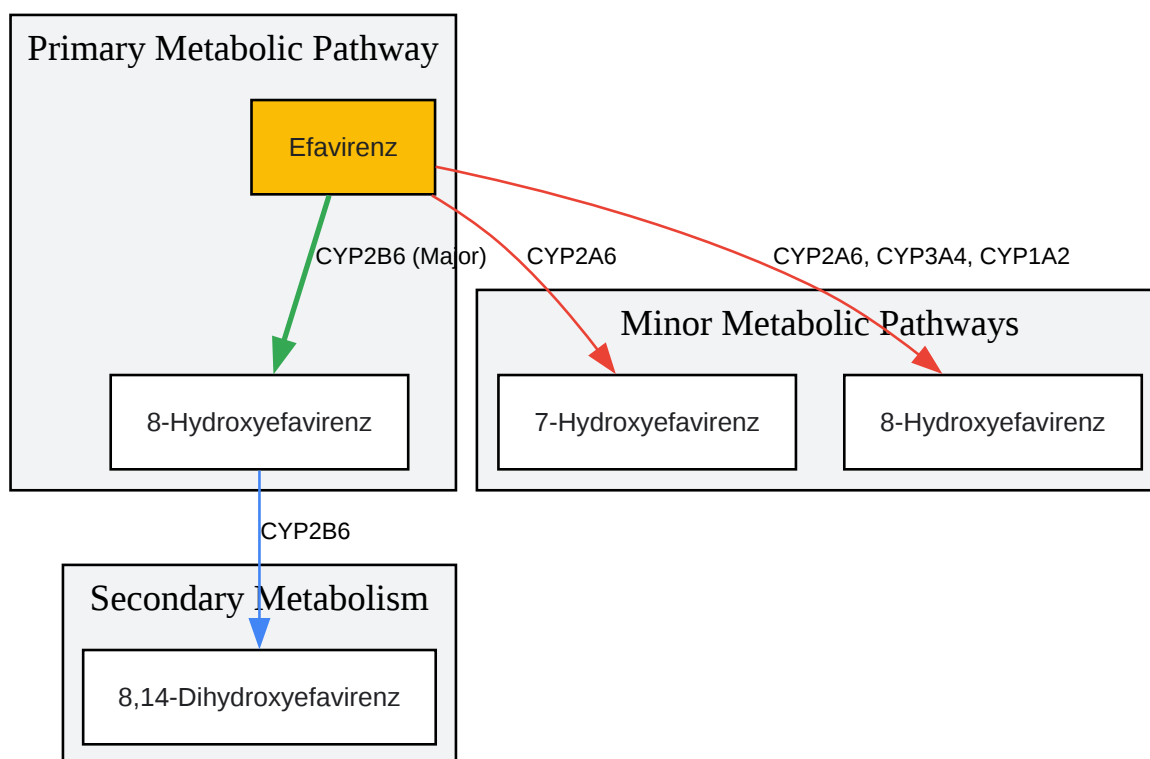 Primary Metabolic Pathway
Efavirenz
CYP2B6 (Major)
CYP2A6
CYP2A6, CYP3A4, CYP1A2
Minor Metabolic Pathways
8-Hydroxyefavirenz
7-Hydroxyefavirenz
8-Hydroxyefavirenz
CYP2B6
Secondary Metabolism
8,14-Dihydroxyefavirenz